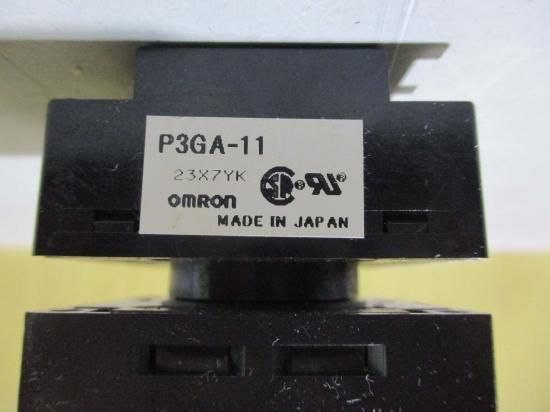 P3GA-11
23X7YK
OMRON
MADE IN JAPAN